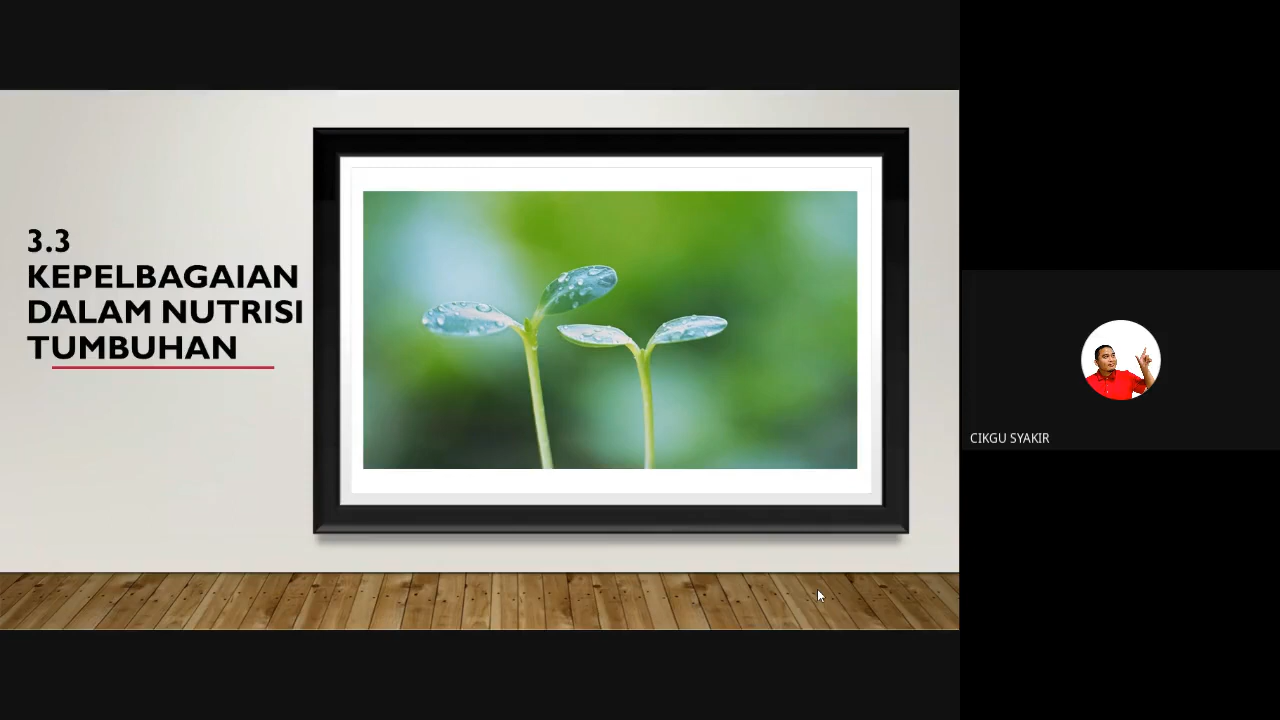 3.3
KEPELBAGAIAN
DALAM NUTRISI
TUMBUHAN
CIKGU SYAKIR